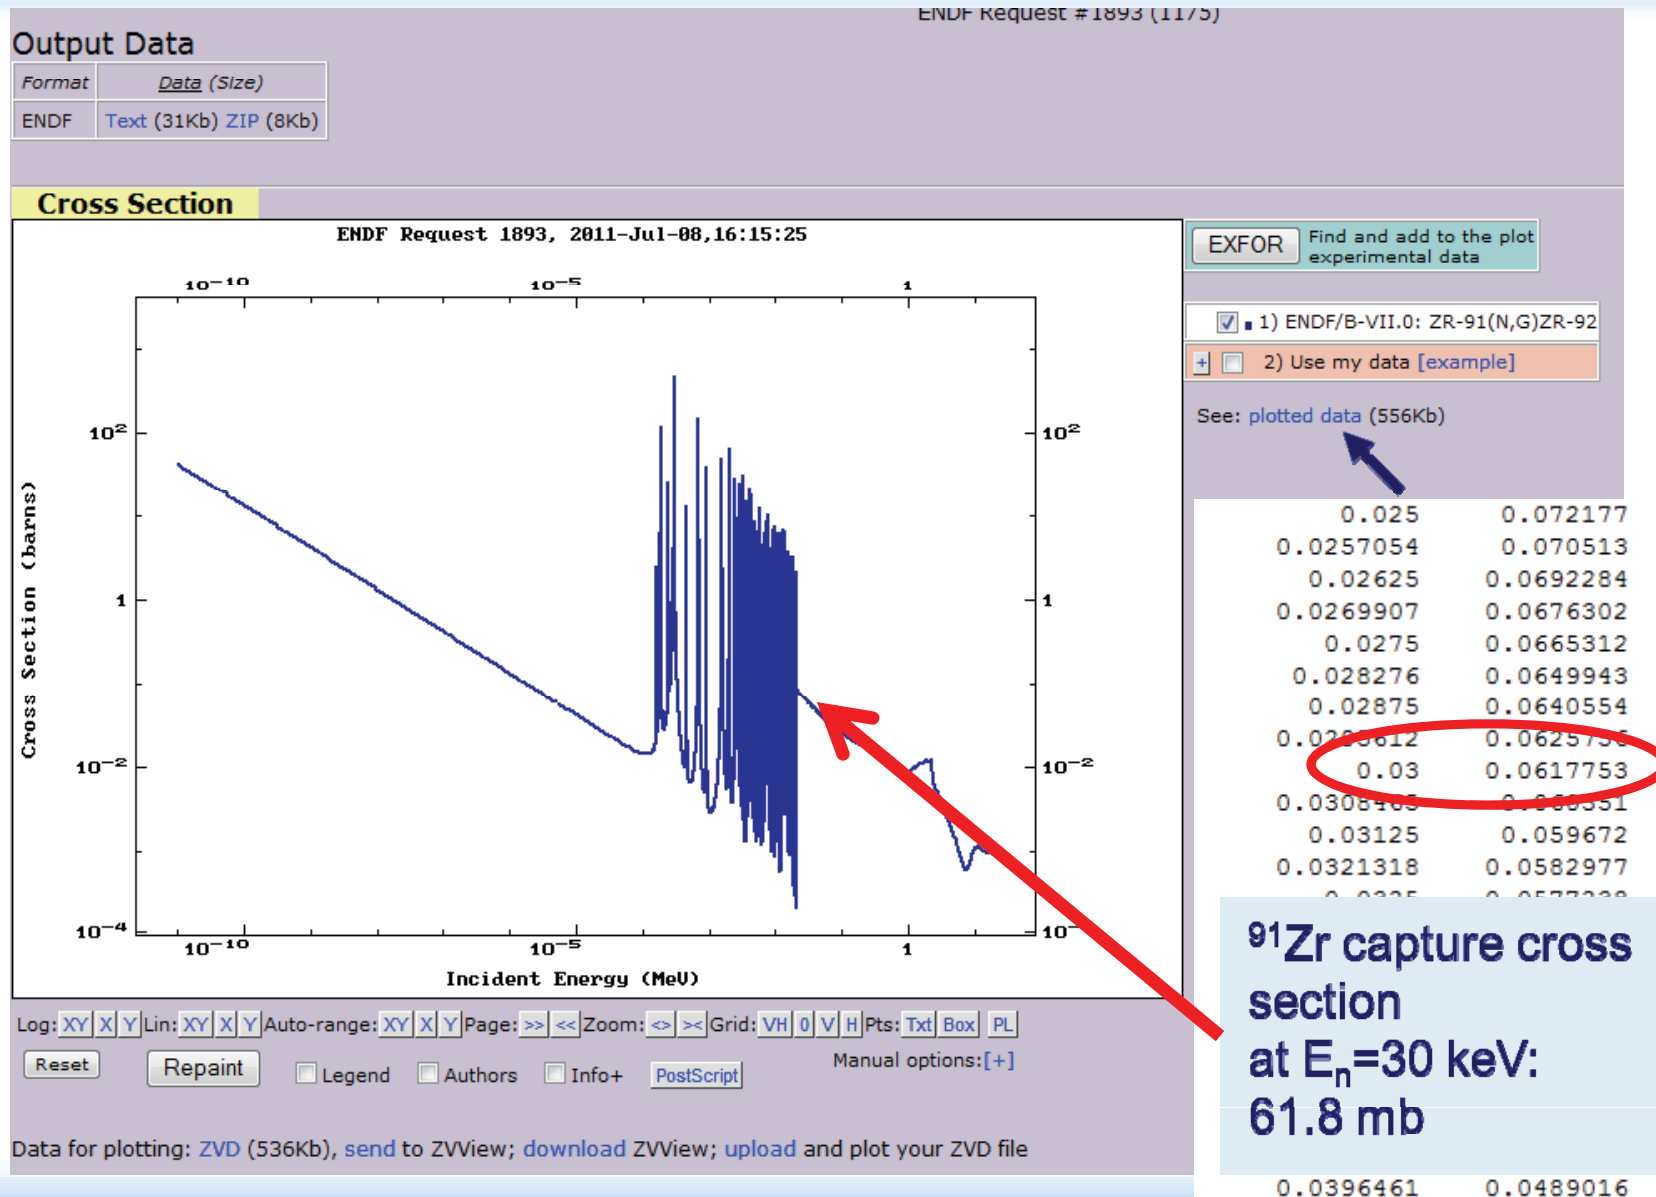 ENDF Request #1893 (1175)
Output Data
Format Data (Size)
ENDF Text (31Kb) ZIP (8Kb)
Cross Section
ENDF Request 1893, 2011-Jul-08,16:15:25
10-10 10-5 1
10² 10²
1 1
10-2 10-2
10-4 10-
10-10 10-5 1
Cross Section (barns)
Incident Energy (MeV)
EXFOR Find and add to the plot
experimental data
1) ENDF/B-VII.0: ZR-91(N,G)ZR-92
+ 2) Use my data [example]
See: plotted data (556Kb)
0.025 0.072177
0.0257054 0.070513
0.02625 0.0692284
0.0269907 0.0676302
0.0275 0.0665312
0.028276 0.0649943
0.02875 0.0640554
0.0625736
0.03 0.0617753
0.0308465
0.03125 0.059672
0.0321318 0.0582977
0.0325
91Zr capture cross
section
at En=30 keV:
61.8 mb
0.0396461 0.0489016
Log: XY X Y Lin: XY X Y Auto-range: XY X Y Page: >> << Zoom: <> >< Grid: VH 0 V H Pts: Txt Box PL
Reset Repaint Legend Authors Info+ PostScript Manual options:[+]
Data for plotting: ZVD (536Kb), send to ZVView; download ZVView; upload and plot your ZVD file